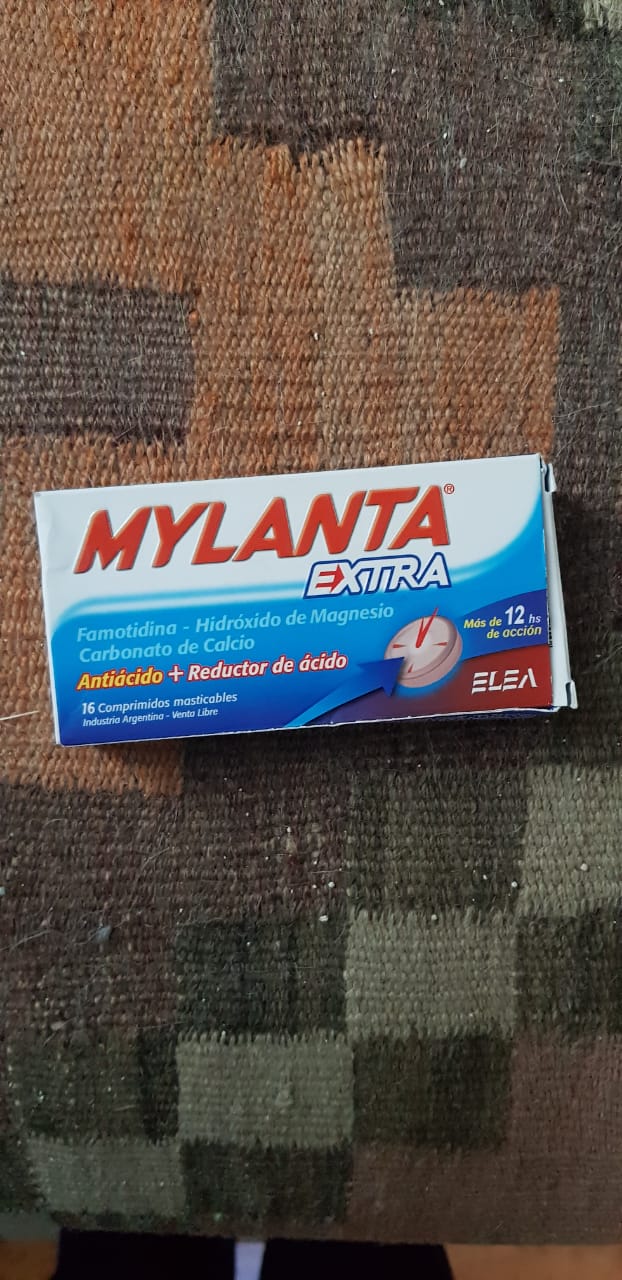 MYLANTA®
EXTRA
Famotidina - Hidróxido de Magnesio
Carbonato de Calcio
Antiácido + Reductor de ácido
16 Comprimidos masticables
Industria Argentina - Venta Libre
Más de 12 hs
de acción
ELEA